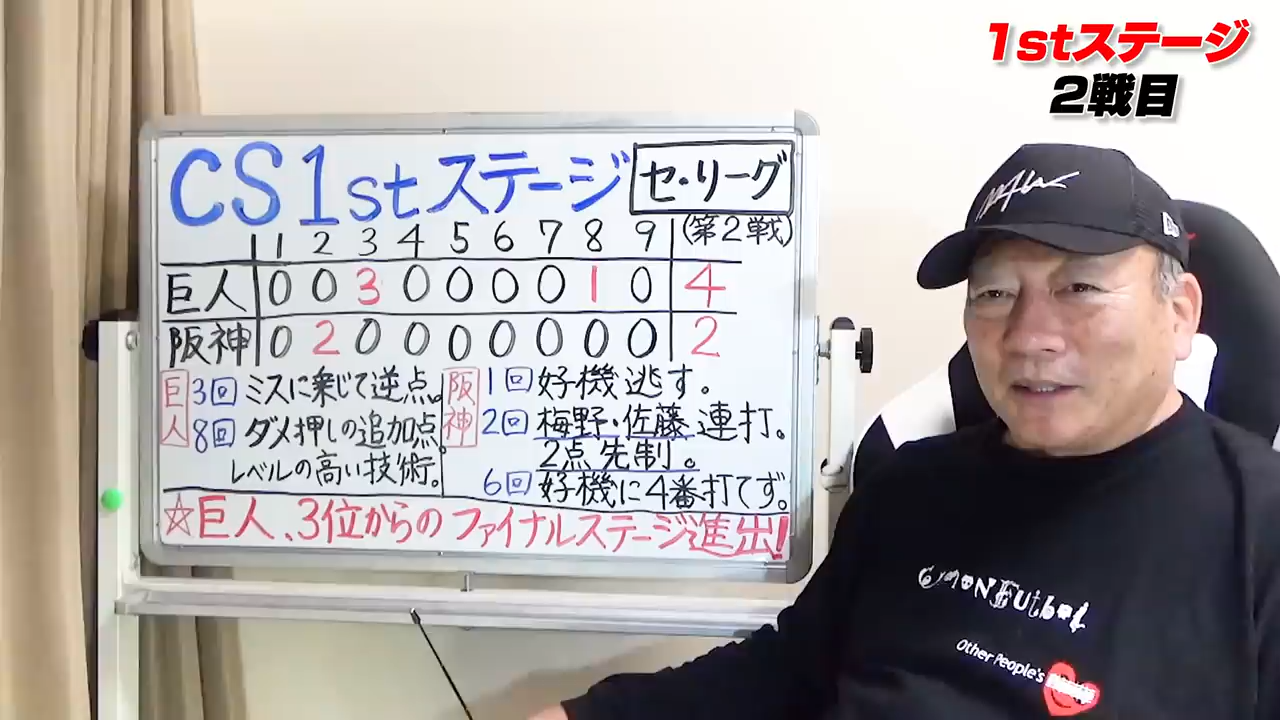 1stステージ
2戦目
CS1stステージ セ・リーグ
(第2戦)
1 2 3 4 5 6 7 8 9
巨人 0 0 3 0 0 0 0 1 0 4
阪神 0 2 0 0 0 0 0 0 0 2
巨人 3回 ミスに乗じて逆点。
8回 ダメ押しの追加点。
レベルの高い技術。
阪神 1回 好機逃す。
2回 梅野・佐藤連打。
2点先制。
6回 好機に4番打てず。
☆巨人、3位からのファイナルステージ進出!
Other People's